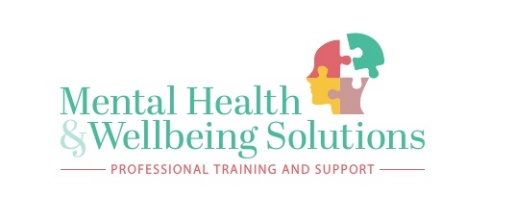 Mental Health
&Wellbeing Solutions
PROFESSIONAL TRAINING AND SUPPORT